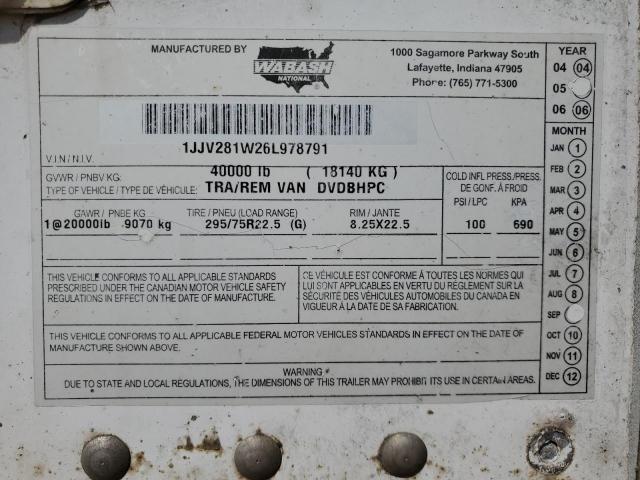 MANUFACTURED BY
WABASH
NATIONAL
1000 Sagamore Parkway South
Lafayette, Indiana 47905
Phone: (765) 771-5300
1JJV281W26L978791
V.I.N./N.I.V.
GVWR / PNBV KG:
40000 lb ( 18140 KG )
TYPE OF VEHICLE / TYPE DE VÉHICULE:
TRA/REM VAN DVDBHPC
GAWR / PNBE KG
1@20000lb 9070 kg
TIRE / PNEU (LOAD RANGE)
295/75R22.5 (G)
RIM / JANTE
8.25X22.5
COLD INFL PRESS/PRESS.
DE GONF. À FROID
PSI / LPC KPA
100 690
THIS VEHICLE CONFORMS TO ALL APPLICABLE STANDARDS
PRESCRIBED UNDER THE CANADIAN MOTOR VEHICLE SAFETY
REGULATIONS IN EFFECT ON THE DATE OF MANUFACTURE.
CE VÉHICULE EST CONFORME À TOUTES LES NORMES QUI
LUI SONT APPLICABLES EN VERTU DU RÈGLEMENT SUR LA
SÉCURITÉ DES VÉHICULES AUTOMOBILES DU CANADA EN
VIGUEUR À LA DATE DE SA FABRICATION.
THIS VEHICLE CONFORMS TO ALL APPLICABLE FEDERAL MOTOR VEHICLES STANDARDS IN EFFECT ON THE DATE OF
MANUFACTURE SHOWN ABOVE.
WARNING
DUE TO STATE AND LOCAL REGULATIONS, THE DIMENSIONS OF THIS TRAILER MAY PROHIBIT ITS USE IN CERTAIN AREAS.
YEAR
04 04
05
06 06
MONTH
JAN 1
FEB 2
MAR 3
APR 4
MAY 5
JUN 6
JUL 7
AUG 8
SEP
OCT 10
NOV 11
DEC 12